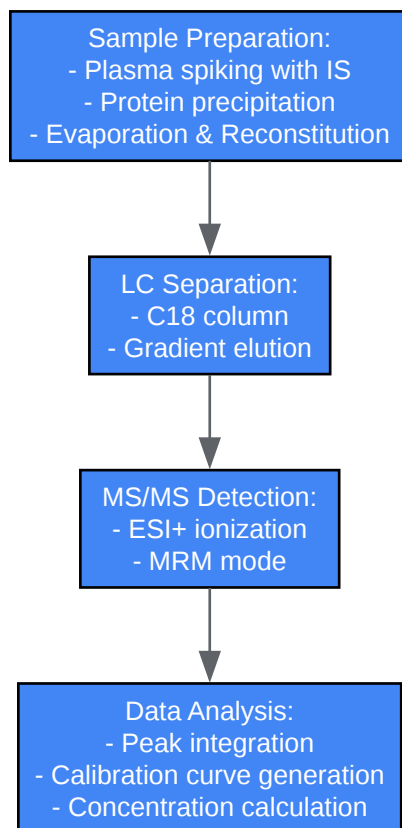 Sample Preparation:
- Plasma spiking with IS
- Protein precipitation
- Evaporation & Reconstitution
LC Separation:
- C18 column
- Gradient elution
MS/MS Detection:
- ESI+ ionization
- MRM mode
Data Analysis:
- Peak integration
- Calibration curve generation
- Concentration calculation